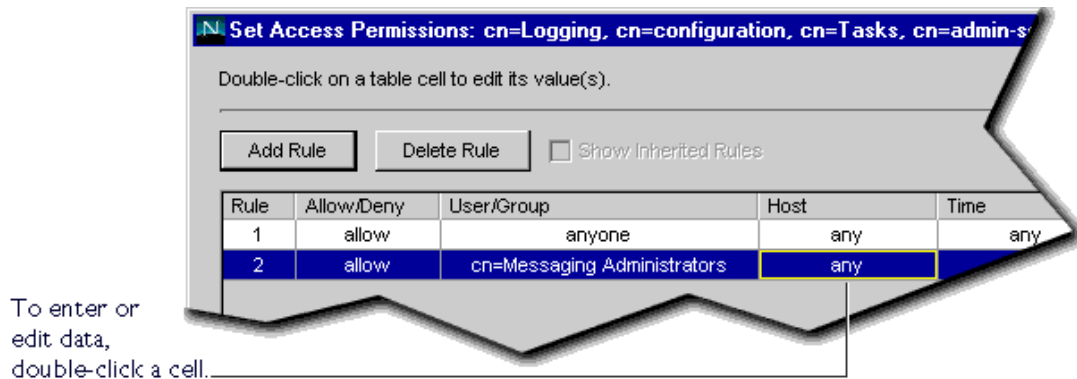 N Set Access Permissions: cn=Logging, cn=configuration, cn=Tasks, cn=admin-s
Double-click on a table cell to edit its value(s).
Add Rule Delete Rule Show Inherited Rules
Rule Allow/Deny User/Group Host Time
1 allow anyone any any
2 allow cn=Messaging Administrators any
To enter or
edit data,
double-click a cell.